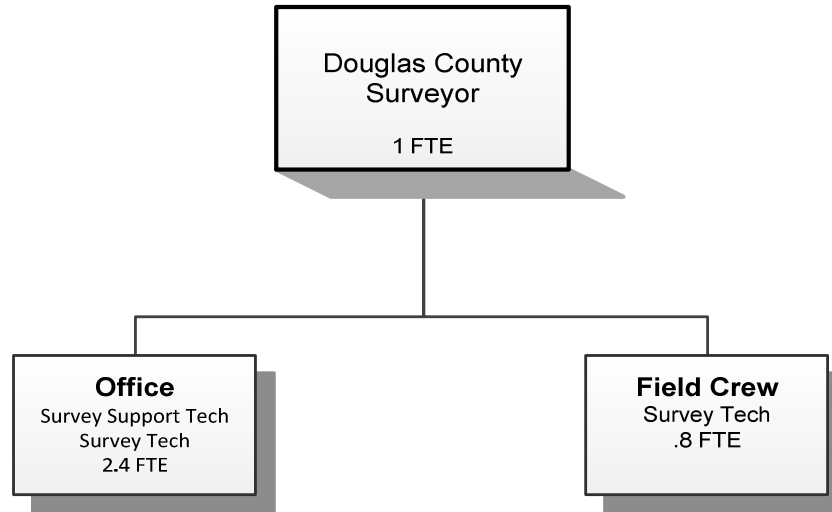 Douglas County
Surveyor
1 FTE
Office
Survey Support Tech
Survey Tech
2.4 FTE
Field Crew
Survey Tech
.8 FTE